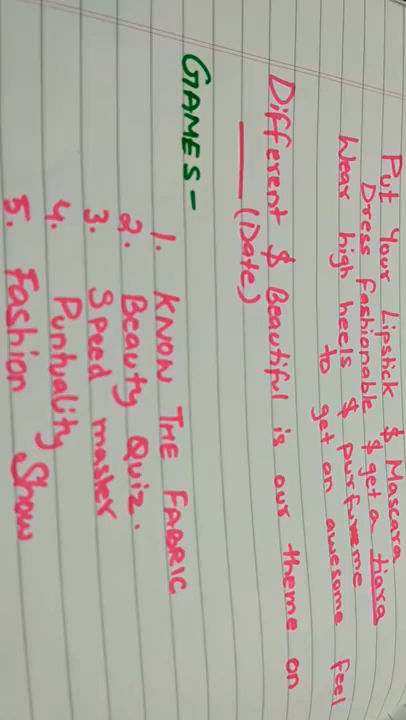 Put Your Lipstick & Mascara
Dress fashionable & get a tiara
Wear high heels & purfume
to get an awesome feel
Different & Beautiful is our theme on
____ (Date)
GAMES-
1. KNOW THE FABRIC
2. Beauty Quiz.
3. Speed master
4. Puntuality
5. Fashion Show